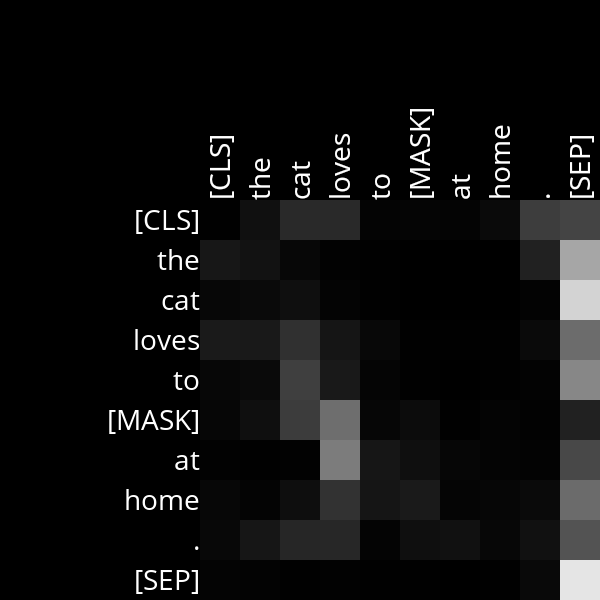 [CLS] the cat loves to [MASK] at home . [SEP]
[CLS]
the
cat
loves
to
[MASK]
at
home
.
[SEP]